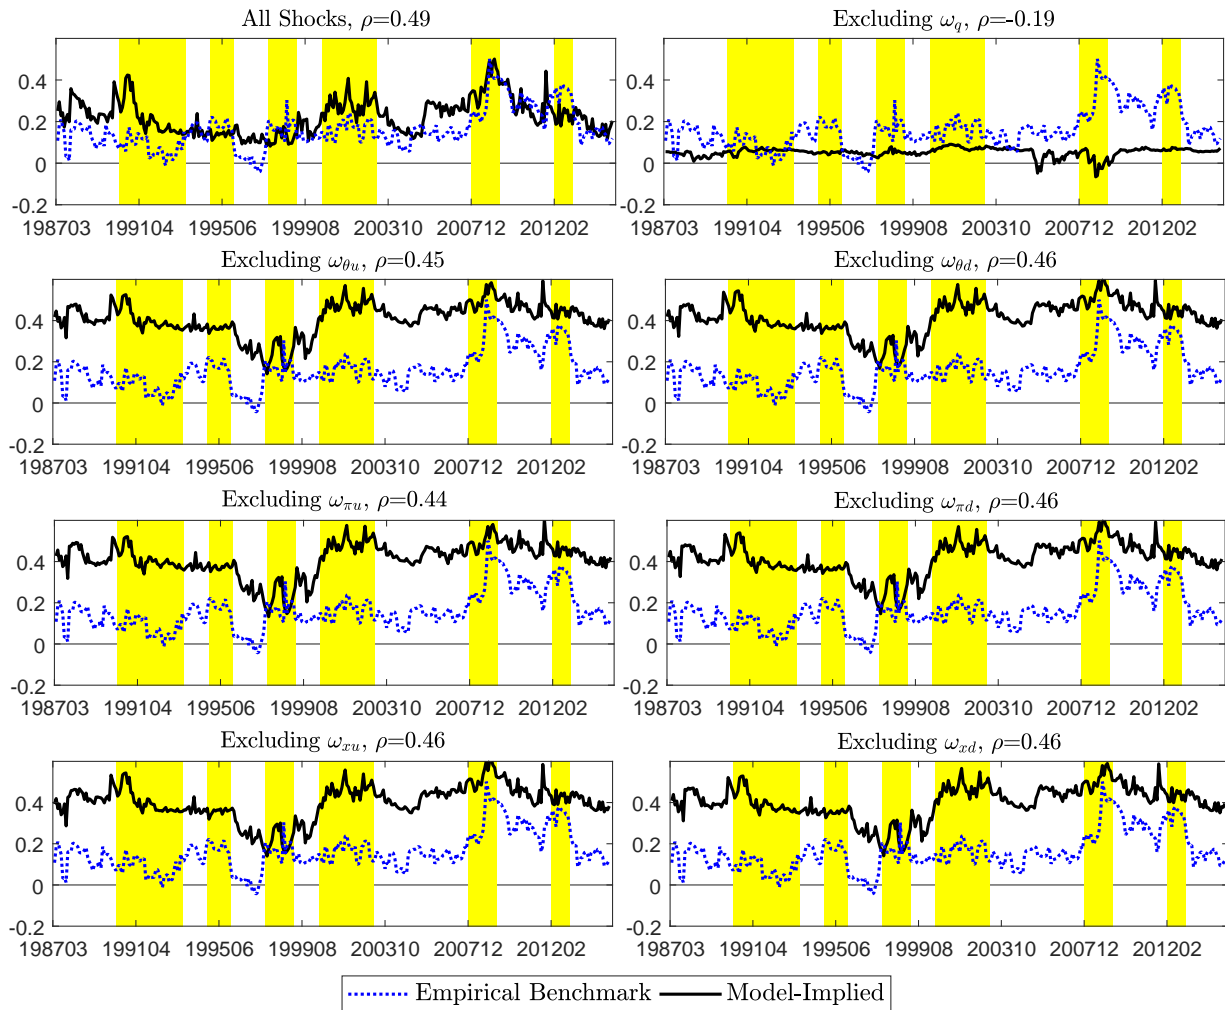 All Shocks, ρ=0.49
Excluding ω_q, ρ=-0.19
0.4
0.2
0
-0.2
198703 199104 199506 199908 200310 200712 201202
0.4
0.2
0
-0.2
198703 199104 199506 199908 200310 200712 201202
Excluding ω_θu, ρ=0.45
Excluding ω_θd, ρ=0.46
0.4
0.2
0
-0.2
198703 199104 199506 199908 200310 200712 201202
0.4
0.2
0
-0.2
198703 199104 199506 199908 200310 200712 201202
Excluding ω_πu, ρ=0.44
Excluding ω_πd, ρ=0.46
0.4
0.2
0
-0.2
198703 199104 199506 199908 200310 200712 201202
0.4
0.2
0
-0.2
198703 199104 199506 199908 200310 200712 201202
Excluding ω_xu, ρ=0.46
Excluding ω_xd, ρ=0.46
0.4
0.2
0
-0.2
198703 199104 199506 199908 200310 200712 201202
0.4
0.2
0
-0.2
198703 199104 199506 199908 200310 200712 201202
Empirical Benchmark Model-Implied